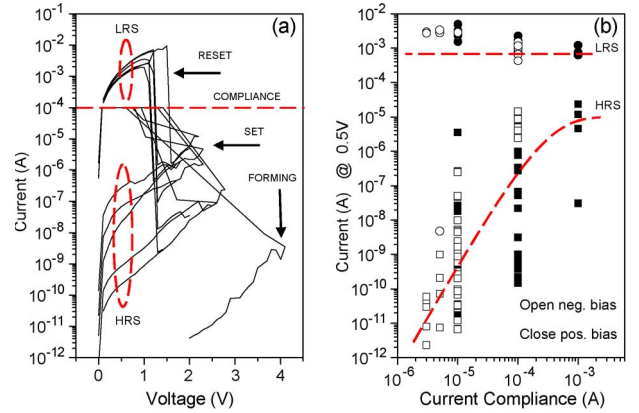 (a)
LRS
RESET
COMPLIANCE
SET
FORMING
HRS
Current (A)
10⁻¹
10⁻²
10⁻³
10⁻⁴
10⁻⁵
10⁻⁶
10⁻⁷
10⁻⁸
10⁻⁹
10⁻¹⁰
10⁻¹¹
10⁻¹²
0 1 2 3 4
Voltage (V)
(b)
LRS
HRS
Open neg. bias
Close pos. bias
Current (A) @ 0.5V
10⁻¹
10⁻²
10⁻³
10⁻⁴
10⁻⁵
10⁻⁶
10⁻⁷
10⁻⁸
10⁻⁹
10⁻¹⁰
10⁻¹¹
10⁻¹²
10⁻⁶ 10⁻⁵ 10⁻⁴ 10⁻³ 10⁻²
Current Compliance (A)